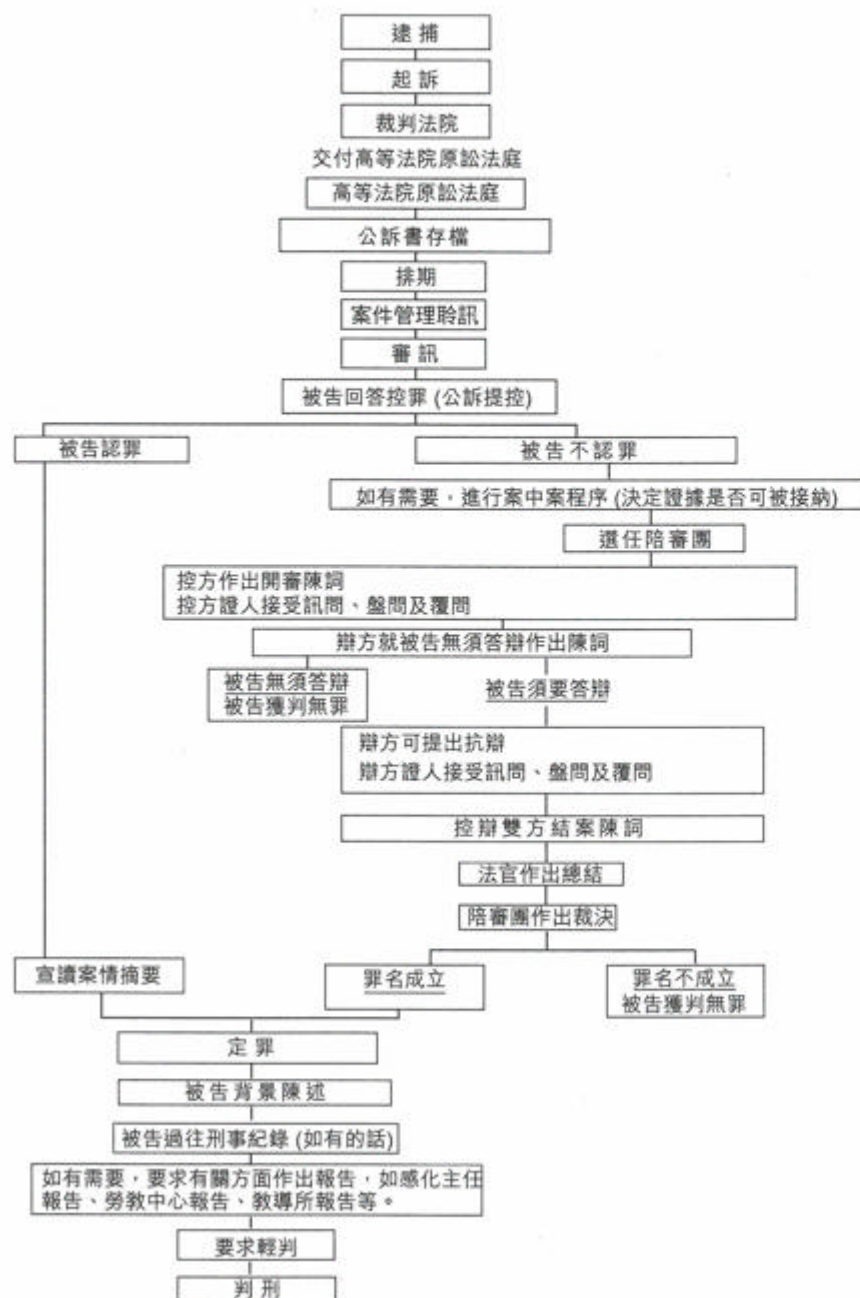 逮捕
起訴
裁判法院
交付高等法院原訟法庭
高等法院原訟法庭
公訴書存檔
排期
案件管理聆訊
審訊
被告回答控罪 (公訴提控)
被告認罪
被告不認罪
如有需要，進行案中案程序 (決定證據是否可被接納)
選任陪審團
控方作出開審陳詞
控方證人接受訊問、盤問及覆問
辯方就被告無須答辯作出陳詞
被告無須答辯
被告獲判無罪
被告須要答辯
辯方可提出抗辯
辯方證人接受訊問、盤問及覆問
控辯雙方結案陳詞
法官作出總結
陪審團作出裁決
宣讀案情摘要
罪名成立
罪名不成立
被告獲判無罪
定罪
被告背景陳述
被告過往刑事紀錄 (如有的話)
如有需要，要求有關方面作出報告，如感化主任
報告、勞教中心報告、教導所報告等。
要求輕判
判刑